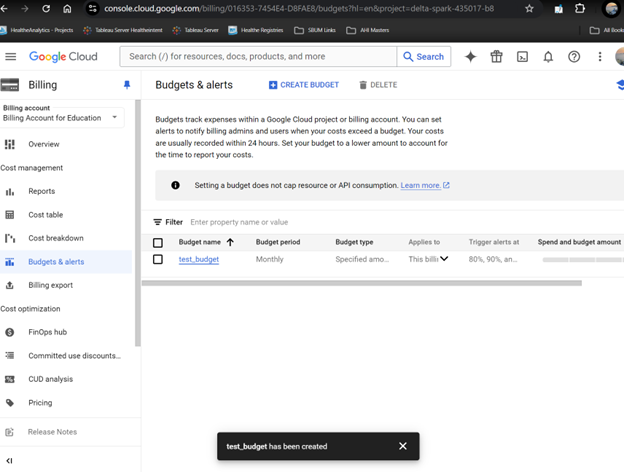 console.cloud.google.com/billing/016353-7454E4-D8FAE8/budgets?hl=en&project=delta-spark-435017-b8
HealtheAnalytics - Projects
Tableau Server Healtheintent
Tableau Server
Healthe Registries
SBUM Links
AHI Masters
All Book
Google Cloud
Search (/) for resources, docs, products, and more
Search
Billing
Budgets & alerts
CREATE BUDGET
DELETE
Billing account
Billing Account for Education
Overview
Cost management
Reports
Cost table
Cost breakdown
Budgets & alerts
Billing export
Cost optimization
FinOps hub
Committed use discounts...
CUD analysis
Pricing
Release Notes
Budgets track expenses within a Google Cloud project or billing account. You can set
alerts to notify billing admins and users when your costs exceed a budget. Your costs
are usually recorded within 24 hours. Set your budget to a lower amount to account for
the time to report your costs.
Setting a budget does not cap resource or API consumption. Learn more.
Filter Enter property name or value
Budget name Budget period Budget type Applies to Trigger alerts at Spend and budget amount
test_budget Monthly Specified amo... This billi 80%, 90%, an...
test_budget has been created